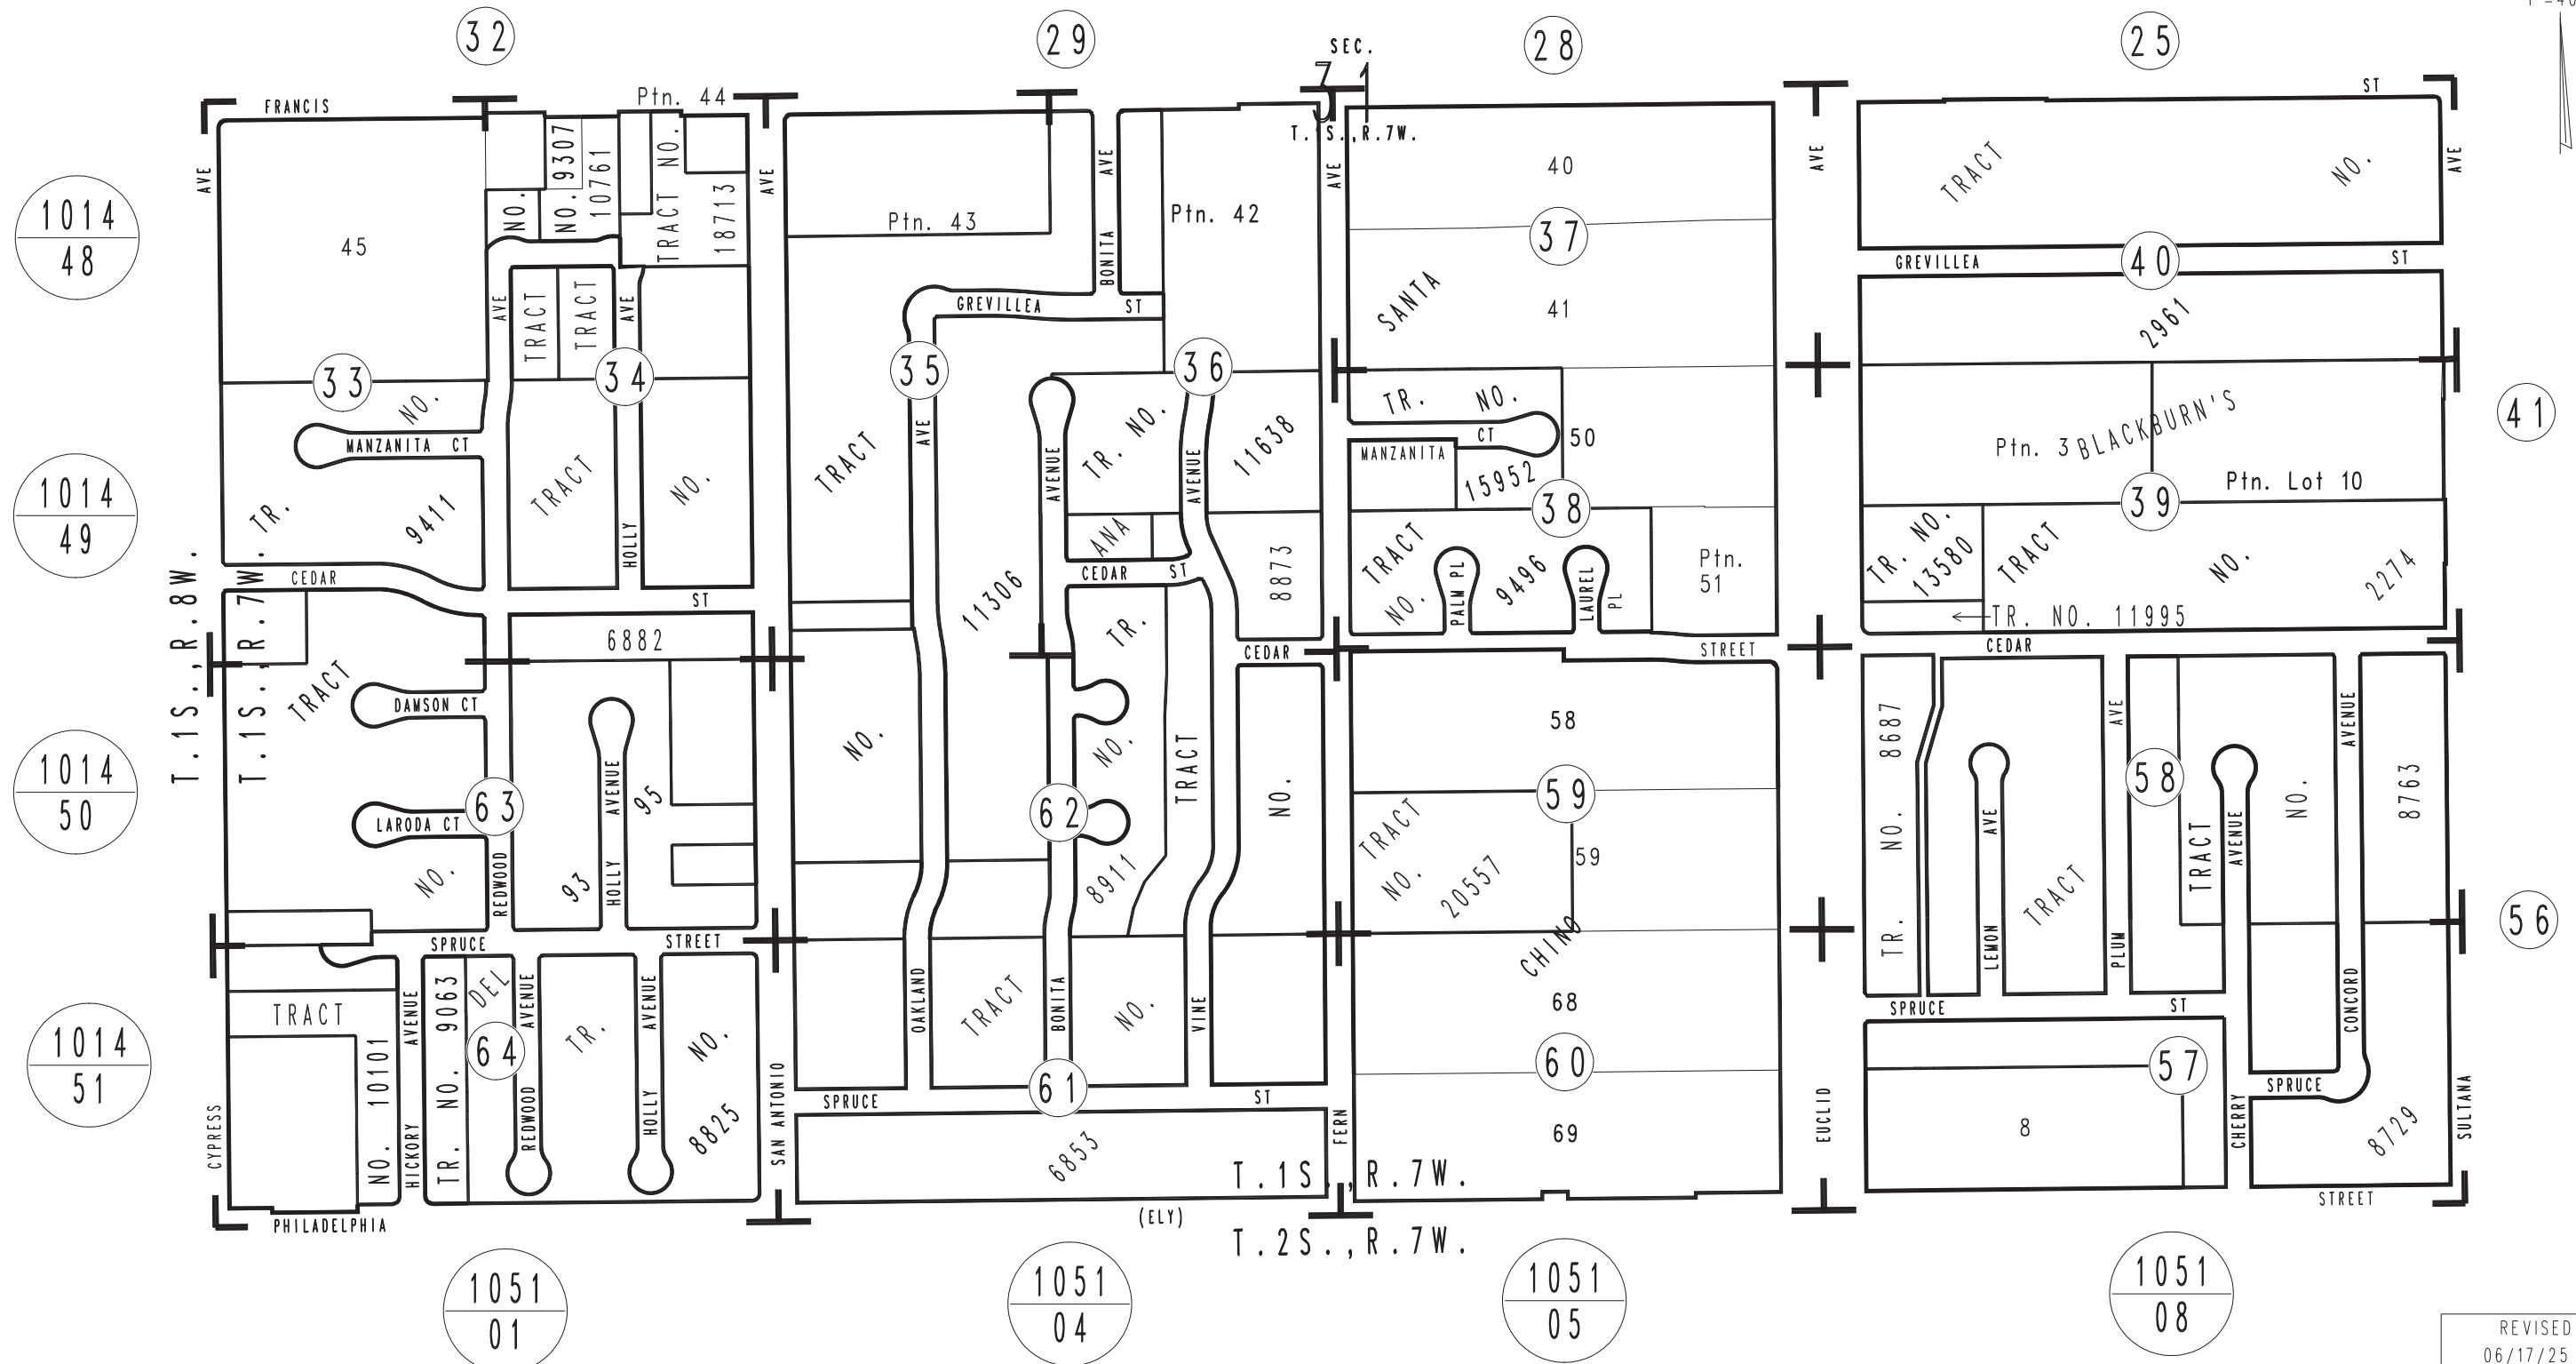 32
29
SEC.
31
28
25
FRANCIS
Ptn. 44
T.1S.,R.7W.
ST
AVE
AVE
AVE
AVE
AVE
AVE
1014
48
45
NO.
NO. 9307
10761
TRACT NO.
18713
Ptn. 43
BONITA
Ptn. 42
40
37
SANTA
41
TRACT
NO.
GREVILLEA
40
ST
2961
AVE
TRACT
TRACT
AVE
GREVILLEA
ST
33
34
35
36
NO.
MANZANITA CT
TR.
9411
TRACT
NO.
HOLLY
TRACT
AVE
AVENUE
TR. NO.
AVENUE
11638
TR. NO.
CT
50
MANZANITA
15952
38
Ptn. 3
BLACKBURN'S
Ptn. Lot 10
39
41
1014
49
T.1S.,R.8W.
T.1S.,R.7W.
CEDAR
ST
11306
ANA
CEDAR ST
8873
TRACT
NO.
PALM PL
9496
LAUREL
PL
Ptn.
51
TR. NO.
13580
TRACT
NO.
2274
TR. NO. 11995
6882
TR.
CEDAR
STREET
CEDAR
TRACT
DAMSON CT
LARODA CT
NO.
63
REDWOOD
HOLLY AVENUE
93
95
NO.
62
NO.
8911
TRACT
NO.
58
59
TRACT
NO.
20557
59
TR. NO. 8687
LEMON AVE
TRACT
PLUM AVE
58
TRACT
AVENUE
NO.
AVENUE
8763
1014
50
SPRUCE
STREET
CHINO
56
TRACT
NO. 10101
HICKORY AVENUE
TR. NO. 9063
DEL
64
REDWOOD AVENUE
TR.
HOLLY AVENUE
NO.
8825
OAKLAND
TRACT
BONITA
NO.
VINE
68
60
69
SPRUCE
ST
CONCORD
57
SPRUCE
8
CHERRY
8729
1014
51
CYPRESS
SAN ANTONIO
SPRUCE
61
ST
6853
FERN
EUCLID
SULTANA
T.1S.,R.7W.
PHILADELPHIA
(ELY)
STREET
T.2S.,R.7W.
1051
01
1051
04
1051
05
1051
08
REVISED
06/17/25